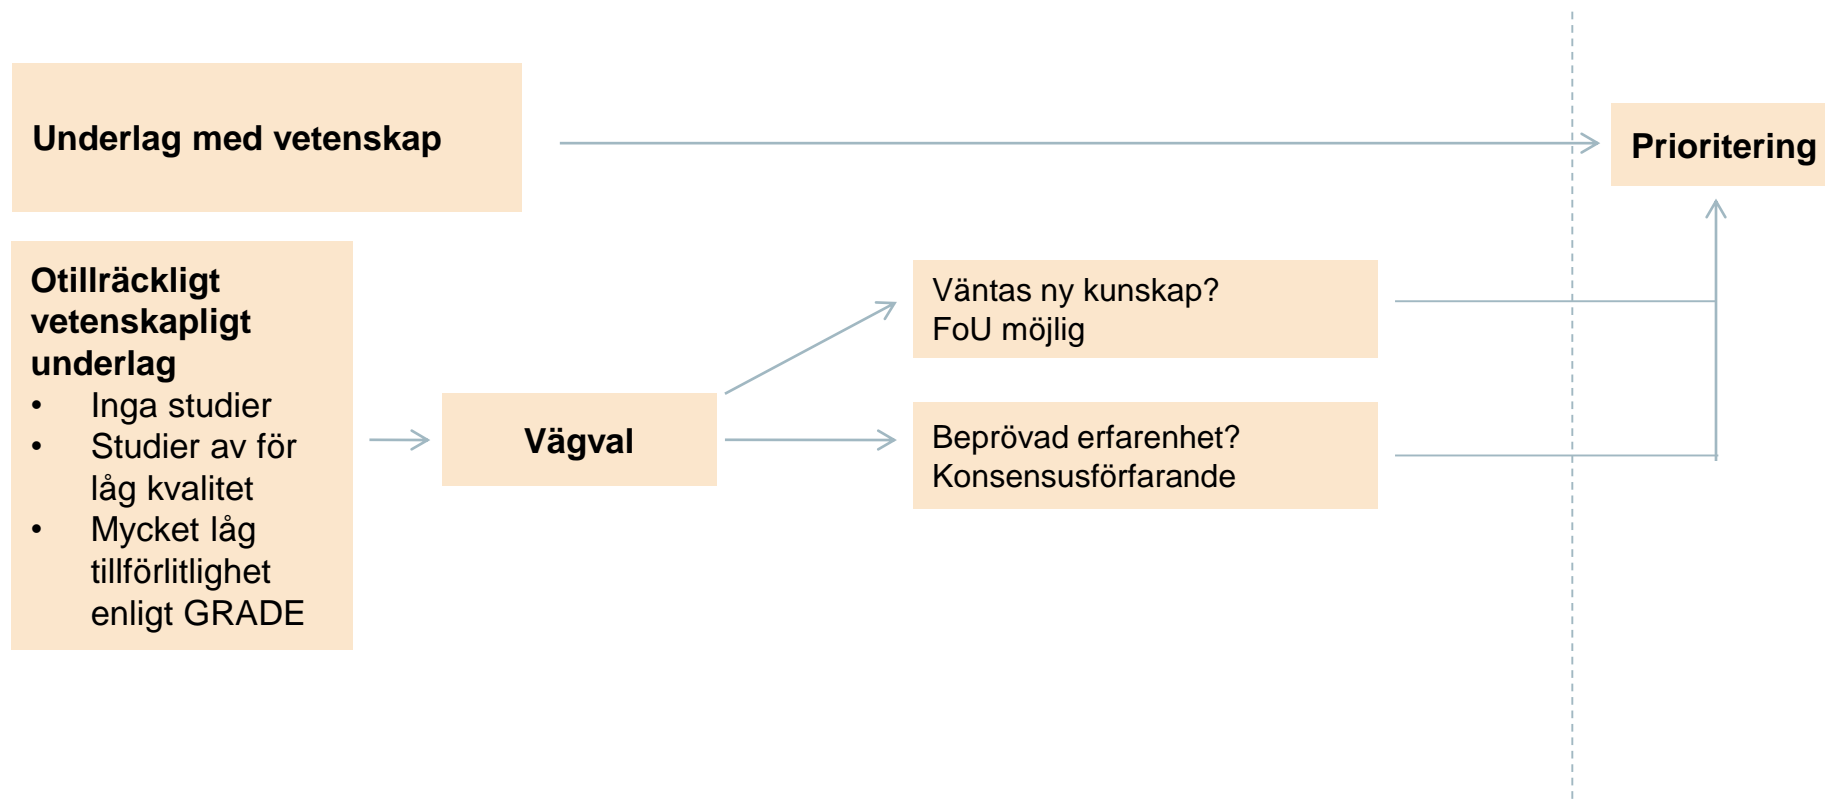 Underlag med vetenskap
Prioritering
Otillräckligt
vetenskapligt
underlag
• Inga studier
• Studier av för
låg kvalitet
• Mycket låg
tillförlitlighet
enligt GRADE
Vägval
Väntas ny kunskap?
FoU möjlig
Beprövad erfarenhet?
Konsensusförfarande